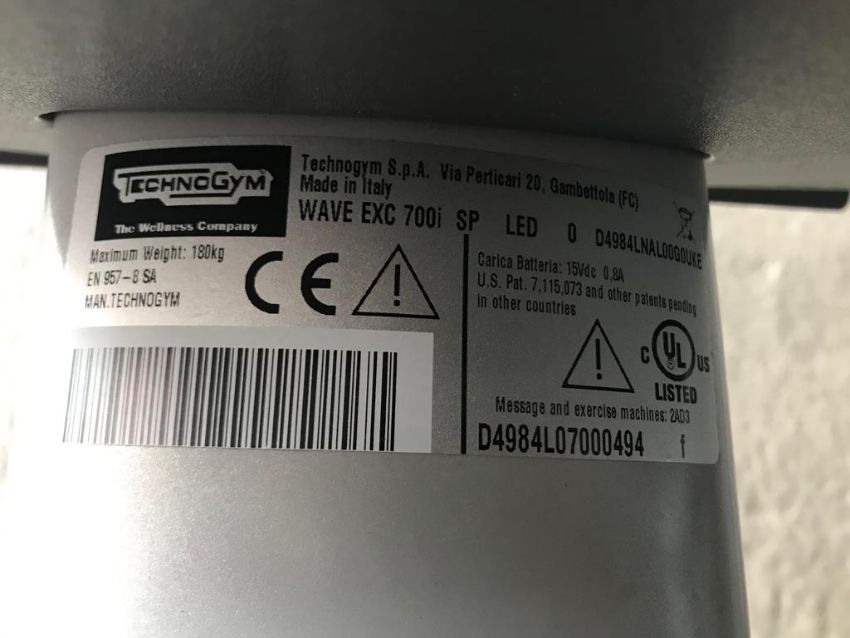 TECHNOGYM
The Wellness Company
Technogym S.p.A. Via Perticari 20, Gambettola (FC)
Made in Italy
WAVE EXC 700i SP LED 0 D4984LNAL00G0UKE
Maximum Weight: 180kg
EN 957-8 SA
MAN.TECHNOGYM
CE
Carica Batteria: 15Vdc 0,8A
U.S. Pat. 7,115,073 and other patents pending
in other countries
C UL US
LISTED
Message and exercise machines: 2AD3
D4984L07000494 f